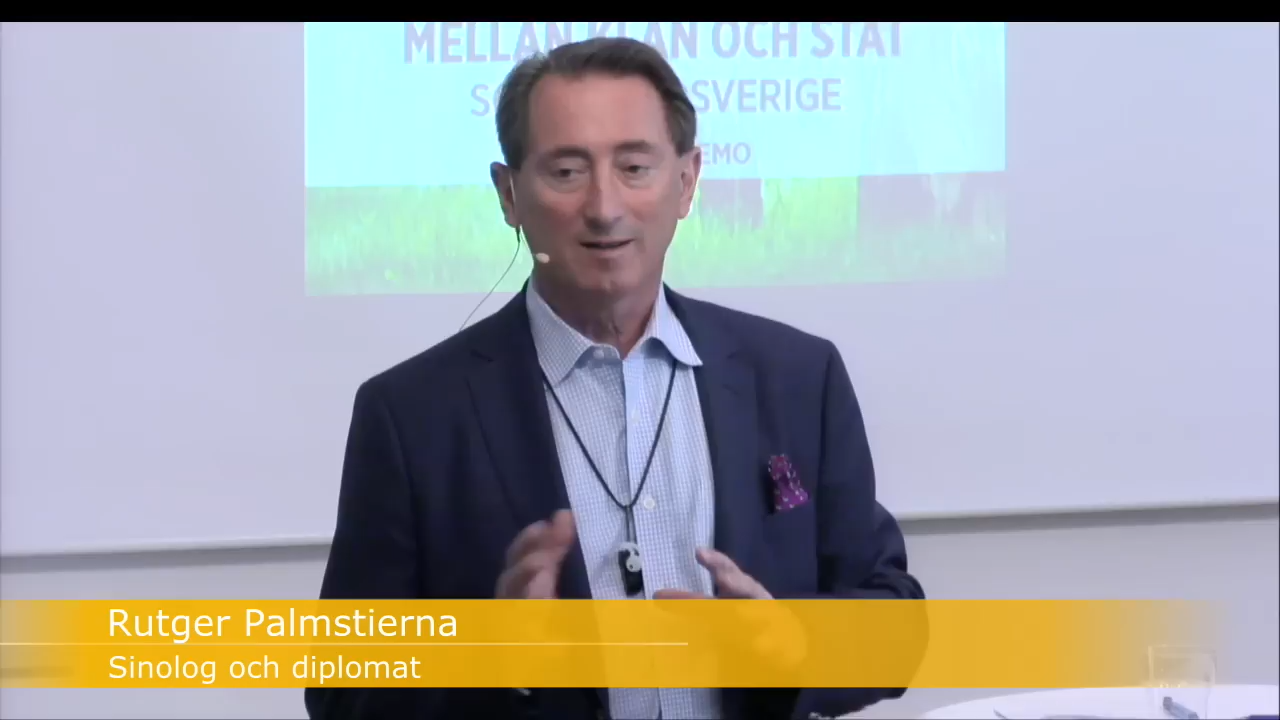 MELLAN KLAN OCH STAT
SVERIGE
EMO
Rutger Palmstierna
Sinolog och diplomat